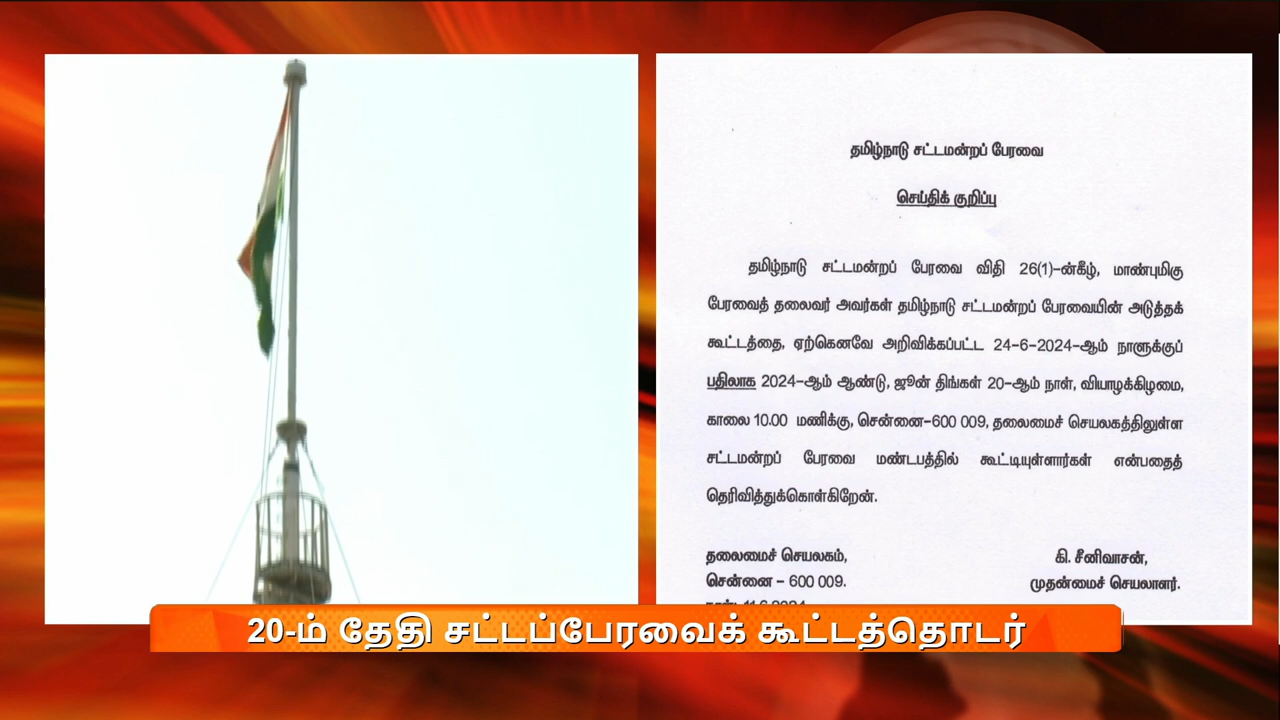 தமிழ்நாடு சட்டமன்றப் பேரவை
செய்திக் குறிப்பு
தமிழ்நாடு சட்டமன்றப் பேரவை விதி 26(1)-ன்கீழ், மாண்புமிகு
பேரவைத் தலைவர் அவர்கள் தமிழ்நாடு சட்டமன்றப் பேரவையின் அடுத்தக்
கூட்டத்தை, ஏற்கெனவே அறிவிக்கப்பட்ட 24-6-2024-ஆம் நாளுக்குப்
பதிலாக 2024-ஆம் ஆண்டு, ஜூன் திங்கள் 20-ஆம் நாள், வியாழக்கிழமை,
காலை 10.00 மணிக்கு, சென்னை-600 009, தலைமைச் செயலகத்திலுள்ள
சட்டமன்றப் பேரவை மண்டபத்தில் கூட்டியுள்ளார்கள் என்பதைத்
தெரிவித்துக்கொள்கிறேன்.
தலைமைச் செயலகம்,
சென்னை – 600 009.
கி. சீனிவாசன்,
முதன்மைச் செயலாளர்.
20-ம் தேதி சட்டப்பேரவைக் கூட்டத்தொடர்